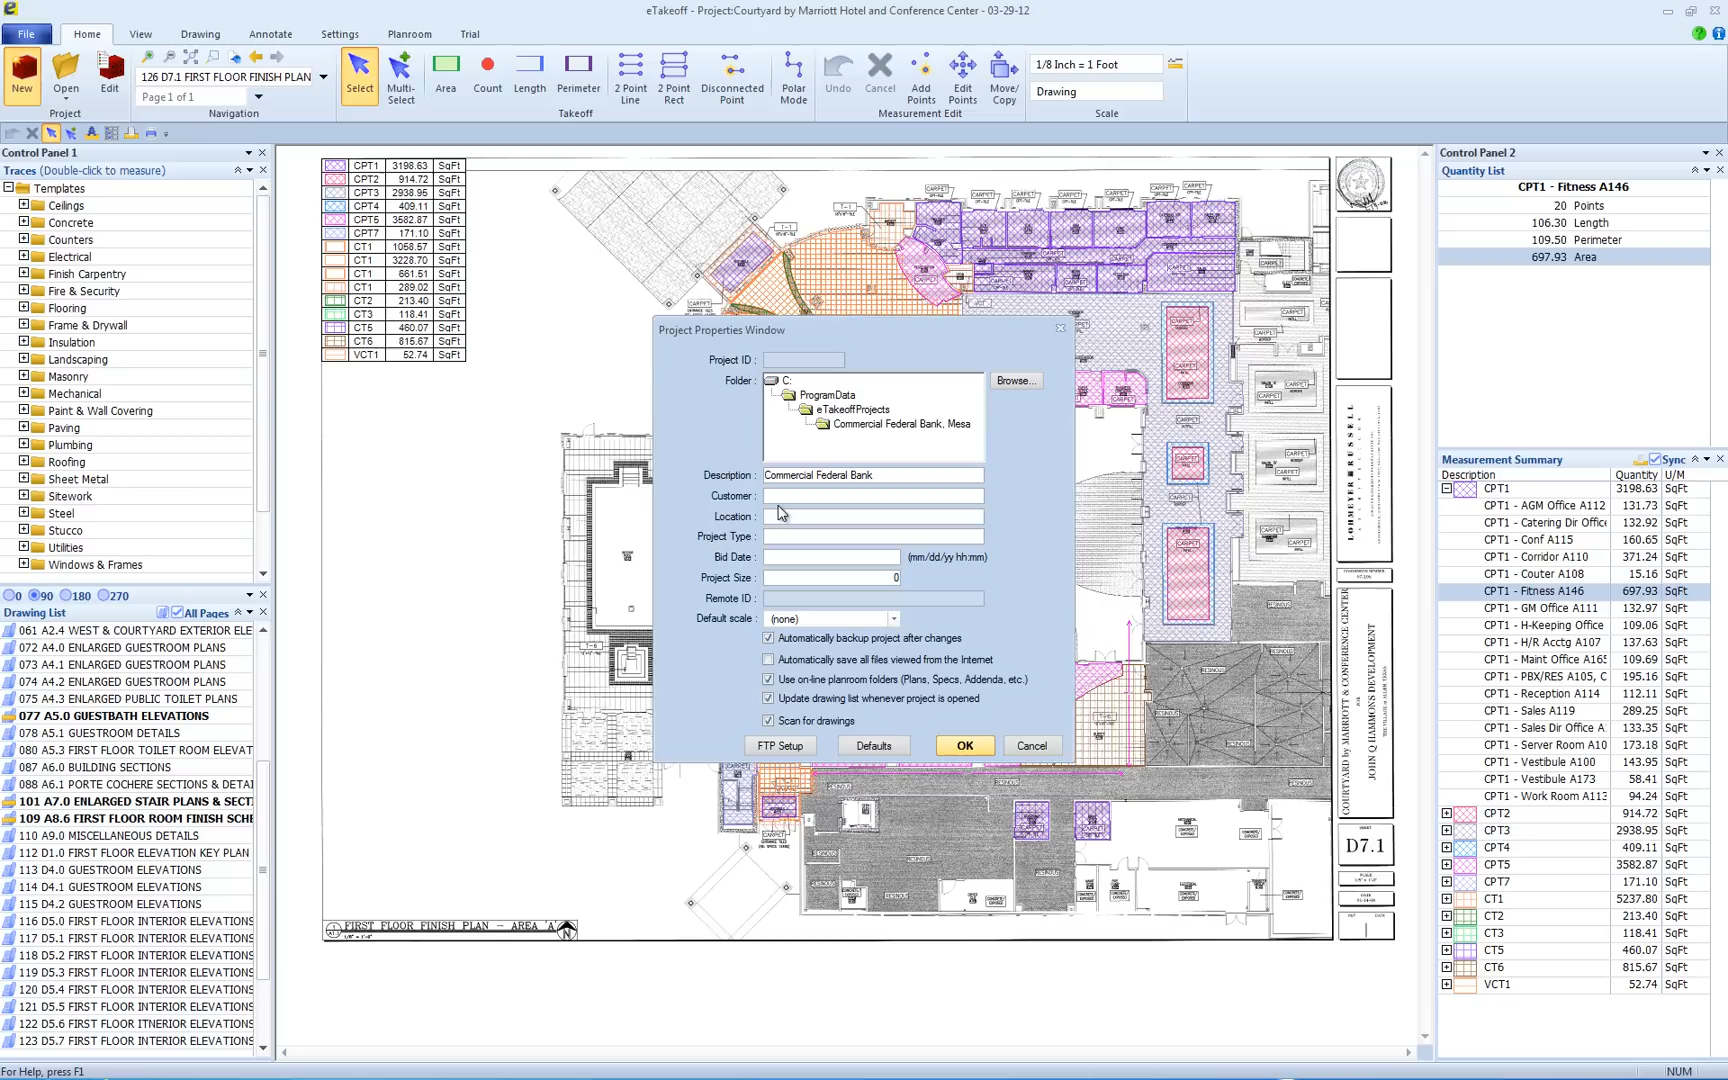 eTakeoff - Project:Courtyard by Marriott Hotel and Conference Center - 03-29-12
File Home View Drawing Annotate Settings Planroom Trial
New Open Edit
Project
126 D7.1 FIRST FLOOR FINISH PLAN
Page 1 of 1
Navigation
Select Multi-Select Area Count Length Perimeter 2 Point Line 2 Point Rect Disconnected Point Polar Mode
Takeoff
Undo Cancel Add Points Edit Points Move/Copy
Measurement Edit
1/8 Inch = 1 Foot
Drawing
Scale
Control Panel 1
Traces (Double-click to measure)
Templates
Ceilings
Concrete
Counters
Electrical
Finish Carpentry
Fire & Security
Flooring
Frame & Drywall
Insulation
Landscaping
Masonry
Mechanical
Paint & Wall Covering
Paving
Plumbing
Roofing
Sheet Metal
Sitework
Steel
Stucco
Utilities
Windows & Frames
0 90 180 270
Drawing List All Pages
061 A2.4 WEST & COURTYARD EXTERIOR ELE
072 A4.0 ENLARGED GUESTROOM PLANS
073 A4.1 ENLARGED GUESTROOM PLANS
074 A4.2 ENLARGED GUESTROOM PLANS
075 A4.3 ENLARGED PUBLIC TOILET PLANS
077 A5.0 GUESTBATH ELEVATIONS
078 A5.1 GUESTROOM DETAILS
080 A5.3 FIRST FLOOR TOILET ROOM ELEVAT
087 A6.0 BUILDING SECTIONS
088 A6.1 PORTE COCHERE SECTIONS & DETAI
101 A7.0 ENLARGED STAIR PLANS & SECT
109 A8.6 FIRST FLOOR ROOM FINISH SCHE
110 A9.0 MISCELLANEOUS DETAILS
112 D1.0 FIRST FLOOR ELEVATION KEY PLAN
113 D4.0 GUESTROOM ELEVATIONS
114 D4.1 GUESTROOM ELEVATIONS
115 D4.2 GUESTROOM ELEVATIONS
116 D5.0 FIRST FLOOR INTERIOR ELEVATIONS
117 D5.1 FIRST FLOOR INTERIOR ELEVATIONS
118 D5.2 FIRST FLOOR INTERIOR ELEVATIONS
119 D5.3 FIRST FLOOR INTERIOR ELEVATIONS
120 D5.4 FIRST FLOOR INTERIOR ELEVATIONS
121 D5.5 FIRST FLOOR INTERIOR ELEVATIONS
122 D5.6 FIRST FLOOR ITNERIOR ELEVATIONS
123 D5.7 FIRST FLOOR INTERIOR ELEVATIONS
CPT1 3198.63 SqFt
CPT2 914.72 SqFt
CPT3 2938.95 SqFt
CPT4 409.11 SqFt
CPT5 3582.87 SqFt
CPT7 171.10 SqFt
CT1 1058.57 SqFt
CT1 3228.70 SqFt
CT1 661.51 SqFt
CT1 289.02 SqFt
CT2 213.40 SqFt
CT3 118.41 SqFt
CT5 460.07 SqFt
CT6 815.67 SqFt
VCT1 52.74 SqFt
Project Properties Window
Project ID :
Folder : C: Browse...
ProgramData
eTakeoffProjects
Commercial Federal Bank, Mesa
Description : Commercial Federal Bank
Customer :
Location :
Project Type :
Bid Date : (mm/dd/yy hh:mm)
Project Size : 0
Remote ID :
Default scale : (none)
Automatically backup project after changes
Automatically save all files viewed from the Internet
Use on-line planroom folders (Plans, Specs, Addenda, etc.)
Update drawing list whenever project is opened
Scan for drawings
FTP Setup Defaults OK Cancel
FIRST FLOOR FINISH PLAN - AREA 'A'
1/8" = 1'-0"
N
LOHMEYER RUSSELL
COURTYARD by MARRIOTT & CONFERENCE CENTER
FOR
JOHN Q HAMMONS DEVELOPMENT
D7.1
Control Panel 2
Quantity List
CPT1 - Fitness A146
20 Points
106.30 Length
109.50 Perimeter
697.93 Area
Measurement Summary Sync
Description Quantity U/M
CPT1 3198.63 SqFt
CPT1 - AGM Office A112 131.73 SqFt
CPT1 - Catering Dir Office 132.92 SqFt
CPT1 - Conf A115 160.65 SqFt
CPT1 - Corridor A110 371.24 SqFt
CPT1 - Couter A108 15.16 SqFt
CPT1 - Fitness A146 697.93 SqFt
CPT1 - GM Office A111 132.97 SqFt
CPT1 - H-Keeping Office 109.06 SqFt
CPT1 - H/R Acctg A107 137.63 SqFt
CPT1 - Maint Office A165 109.69 SqFt
CPT1 - PBX/RES A105, C 195.16 SqFt
CPT1 - Reception A114 112.11 SqFt
CPT1 - Sales A119 289.25 SqFt
CPT1 - Sales Dir Office A: 133.35 SqFt
CPT1 - Server Room A10 173.18 SqFt
CPT1 - Vestibule A100 143.95 SqFt
CPT1 - Vestibule A173 58.41 SqFt
CPT1 - Work Room A113 94.24 SqFt
CPT2 914.72 SqFt
CPT3 2938.95 SqFt
CPT4 409.11 SqFt
CPT5 3582.87 SqFt
CPT7 171.10 SqFt
CT1 5237.80 SqFt
CT2 213.40 SqFt
CT3 118.41 SqFt
CT5 460.07 SqFt
CT6 815.67 SqFt
VCT1 52.74 SqFt
For Help, press F1
NUM